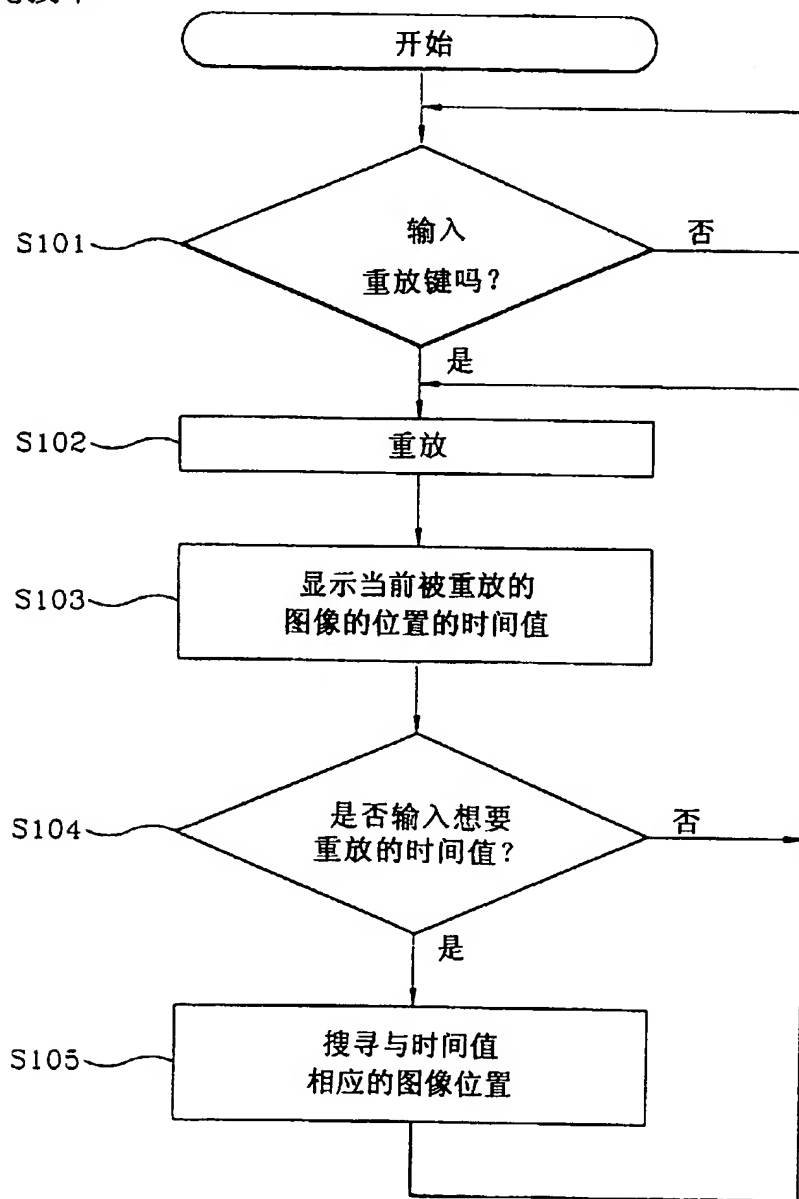 开始
S101
输入
重放键吗?
否
是
S102
重放
S103
显示当前被重放的
图像的位置的时间值
S104
是否输入想要
重放的时间值?
否
是
S105
搜寻与时间值
相应的图像位置